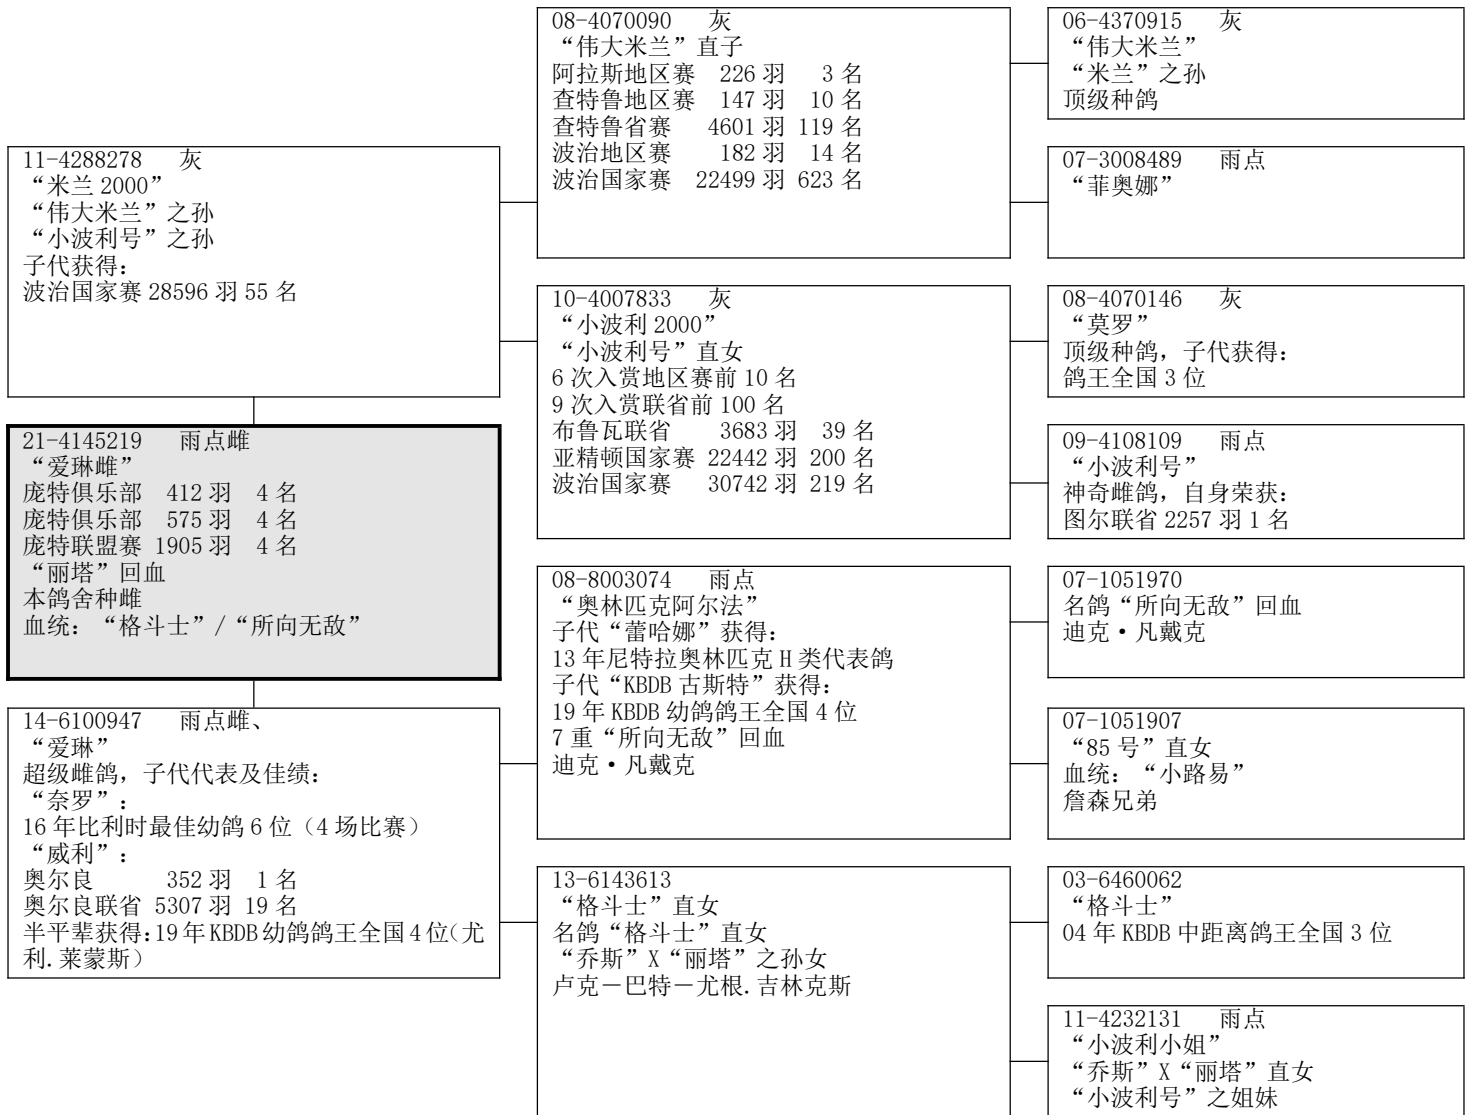 11-4288278 灰
“米兰 2000”
“伟大米兰”之孙
“小波利号”之孙
子代获得：
波治国家赛 28596 羽 55 名
21-4145219 雨点雌
“爱琳雌”
庞特俱乐部 412 羽 4 名
庞特俱乐部 575 羽 4 名
庞特联盟赛 1905 羽 4 名
“丽塔”回血
本鸽舍种雌
血统：“格斗士”/“所向无敌”
14-6100947 雨点雌、
“爱琳”
超级雌鸽，子代代表及佳绩：
“奈罗”：
16 年比利时最佳幼鸽 6 位（4 场比赛）
“威利”：
奥尔良 352 羽 1 名
奥尔良联省 5307 羽 19 名
半平辈获得：19 年 KBDB 幼鸽鸽王全国 4 位（尤
利.莱蒙斯）
08-4070090 灰
“伟大米兰”直子
阿拉斯地区赛 226 羽 3 名
查特鲁地区赛 147 羽 10 名
查特鲁省赛 4601 羽 119 名
波治地区赛 182 羽 14 名
波治国家赛 22499 羽 623 名
10-4007833 灰
“小波利 2000”
“小波利号”直女
6 次入赏地区赛前 10 名
9 次入赏联省前 100 名
布鲁瓦联省 3683 羽 39 名
亚精顿国家赛 22442 羽 200 名
波治国家赛 30742 羽 219 名
08-8003074 雨点
“奥林匹克阿尔法”
子代“蕾哈娜”获得：
13 年尼特拉奥林匹克 H 类代表鸽
子代“KBDB 古斯特”获得：
19 年 KBDB 幼鸽鸽王全国 4 位
7 重“所向无敌”回血
迪克·凡戴克
13-6143613
“格斗士”直女
名鸽“格斗士”直女
“乔斯”X“丽塔”之孙女
卢克－巴特－尤根.吉林克斯
06-4370915 灰
“伟大米兰”
“米兰”之孙
顶级种鸽
07-3008489 雨点
“菲奥娜”
08-4070146 灰
“莫罗”
顶级种鸽，子代获得：
鸽王全国 3 位
09-4108109 雨点
“小波利号”
神奇雌鸽，自身荣获：
图尔联省 2257 羽 1 名
07-1051970
名鸽“所向无敌”回血
迪克·凡戴克
07-1051907
“85 号”直女
血统：“小路易”
詹森兄弟
03-6460062
“格斗士”
04 年 KBDB 中距离鸽王全国 3 位
11-4232131 雨点
“小波利小姐”
“乔斯”X“丽塔”直女
“小波利号”之姐妹